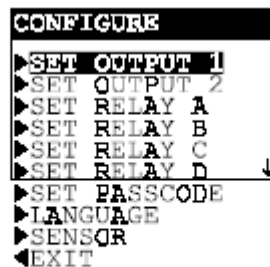 CONFIGURE
▶SET OUTPUT 1
▶SET OUTPUT 2
▶SET RELAY A
▶SET RELAY B
▶SET RELAY C
▶SET RELAY D ↓
▶SET PASSCODE
▶LANGUAGE
▶SENSOR
◀EXIT